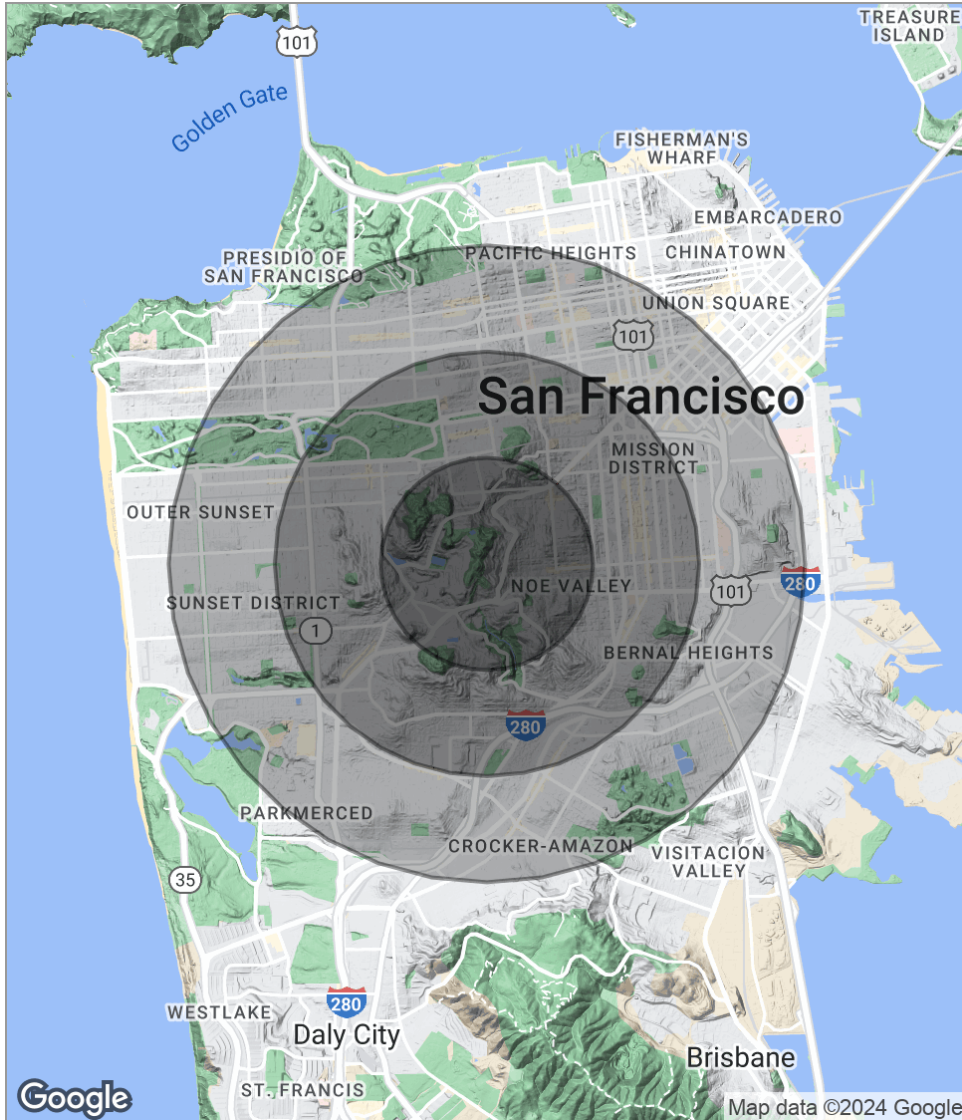 TREASURE
ISLAND
101
Golden Gate
FISHERMAN'S
WHARF
EMBARCADERO
PRESIDIO OF
SAN FRANCISCO
PACIFIC HEIGHTS
CHINATOWN
UNION SQUARE
101
San Francisco
MISSION
DISTRICT
OUTER SUNSET
NOE VALLEY
101
280
SUNSET DISTRICT
1
BERNAL HEIGHTS
280
PARKMERCED
CROCKER-AMAZON
VISITACION
VALLEY
35
280
WESTLAKE
Daly City
Brisbane
ST. FRANCIS
Google
Map data ©2024 Google